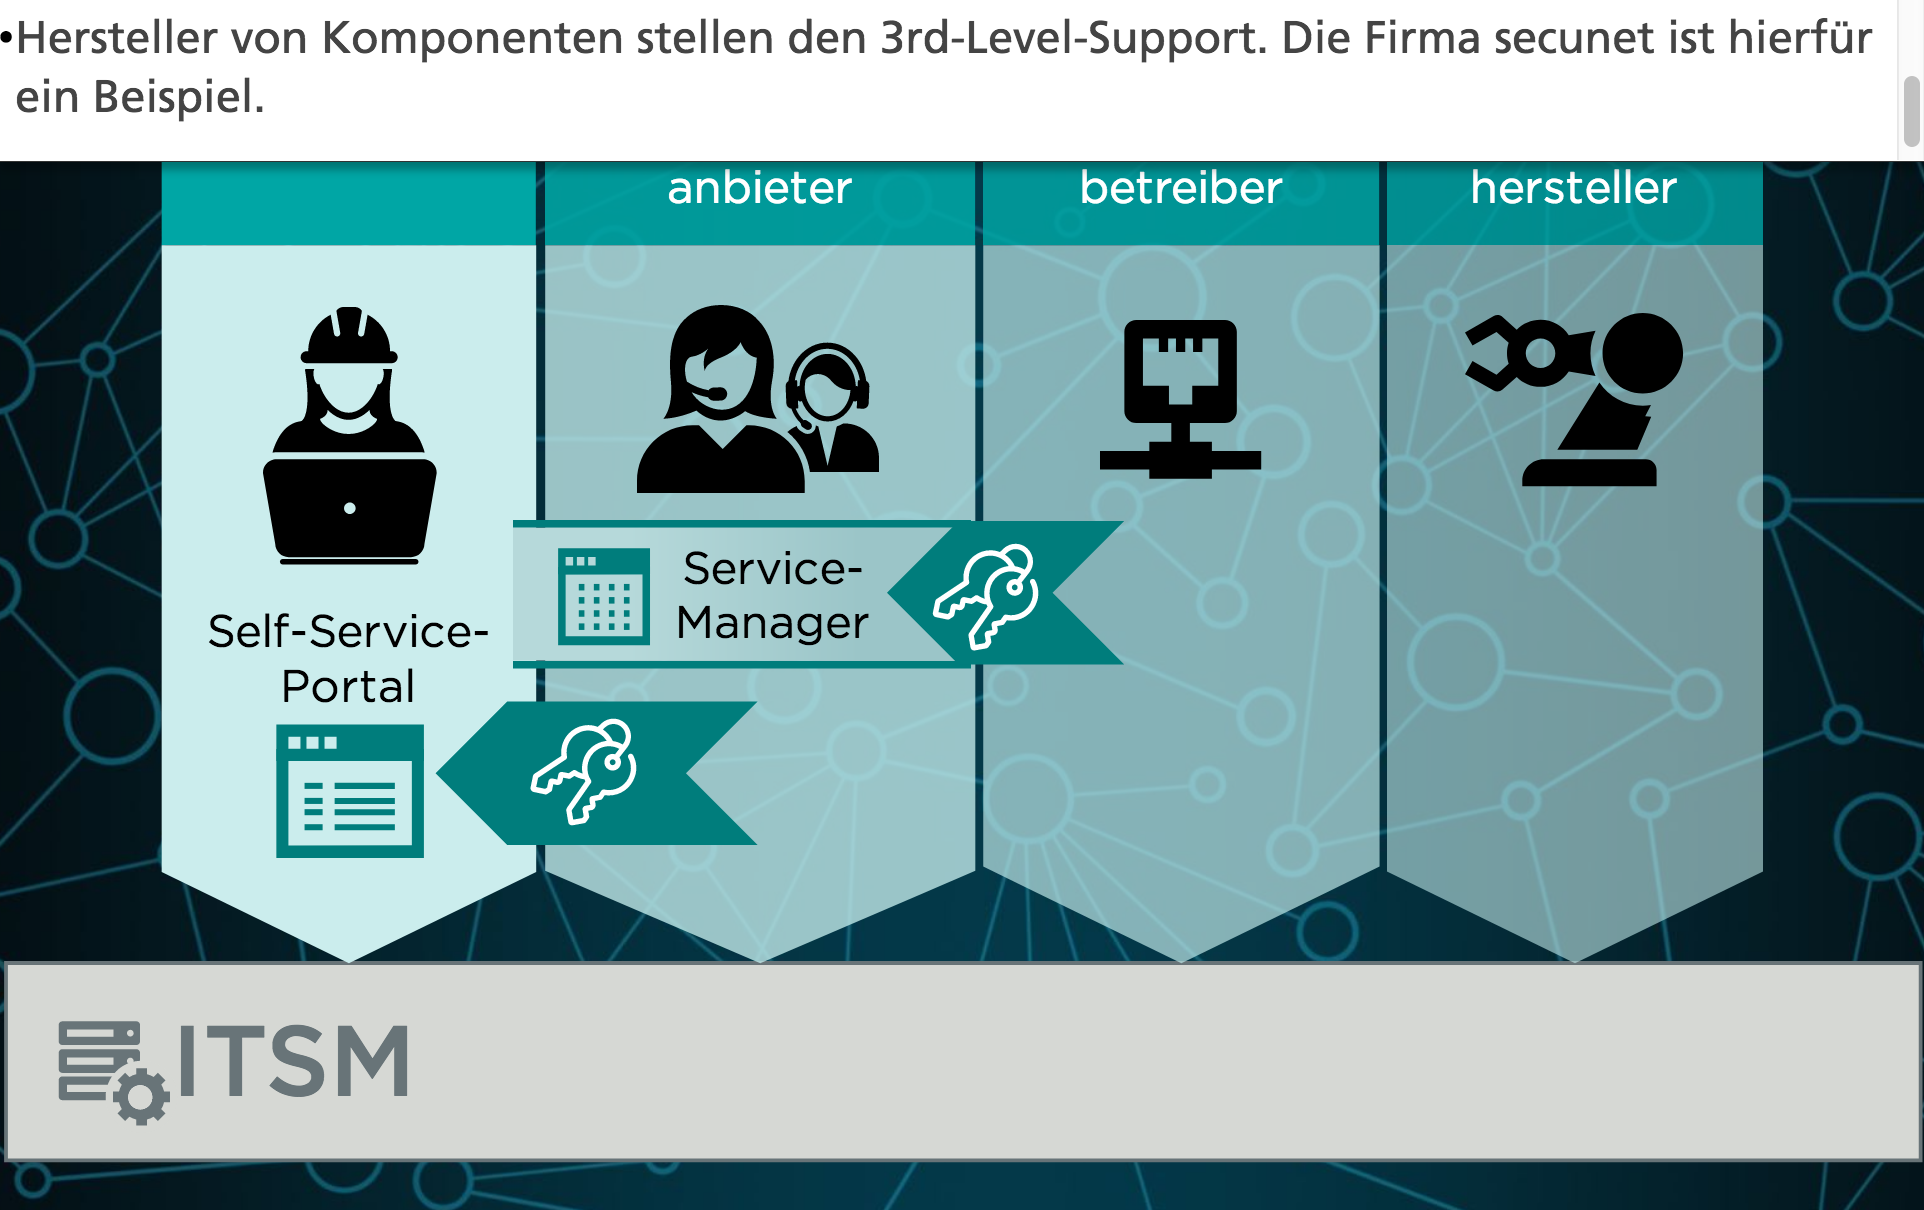 •Hersteller von Komponenten stellen den 3rd-Level-Support. Die Firma secunet ist hierfür
ein Beispiel.
anbieter
betreiber
hersteller
Service-
Manager
Self-Service-
Portal
ITSM